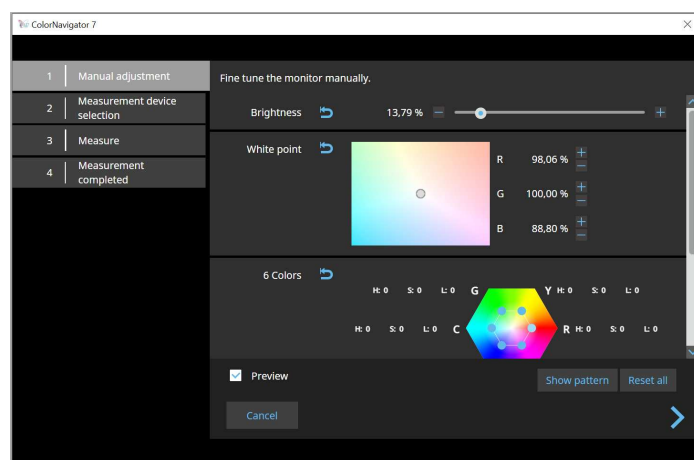 ColorNavigator 7
1 Manual adjustment
2 Measurement device
selection
3 Measure
4 Measurement
completed
Fine tune the monitor manually.
Brightness 13,79 %
White point
R 98,06 %
G 100,00 %
B 88,80 %
6 Colors
H: 0 S: 0 L: 0 G Y H: 0 S: 0 L: 0
H: 0 S: 0 L: 0 C R H: 0 S: 0 L: 0
Preview
Show pattern Reset all
Cancel